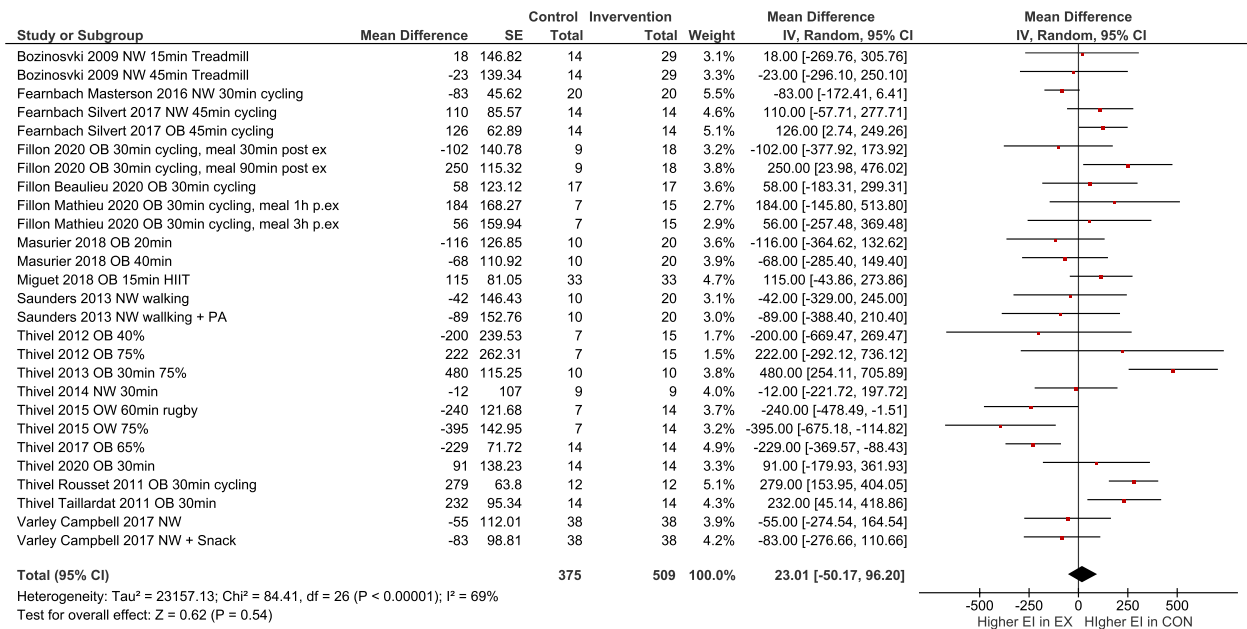 Control Invervention Mean Difference Mean Difference
Study or Subgroup Mean Difference SE Total Total Weight IV, Random, 95% CI IV, Random, 95% CI
Bozinosvki 2009 NW 15min Treadmill 18 146.82 14 29 3.1% 18.00 [-269.76, 305.76]
Bozinosvki 2009 NW 45min Treadmill -23 139.34 14 29 3.3% -23.00 [-296.10, 250.10]
Fearnbach Masterson 2016 NW 30min cycling -83 45.62 20 20 5.5% -83.00 [-172.41, 6.41]
Fearnbach Silvert 2017 NW 45min cycling 110 85.57 14 14 4.6% 110.00 [-57.71, 277.71]
Fearnbach Silvert 2017 OB 45min cycling 126 62.89 14 14 5.1% 126.00 [2.74, 249.26]
Fillon 2020 OB 30min cycling, meal 30min post ex -102 140.78 9 18 3.2% -102.00 [-377.92, 173.92]
Fillon 2020 OB 30min cycling, meal 90min post ex 250 115.32 9 18 3.8% 250.00 [23.98, 476.02]
Fillon Beaulieu 2020 OB 30min cycling 58 123.12 17 17 3.6% 58.00 [-183.31, 299.31]
Fillon Mathieu 2020 OB 30min cycling, meal 1h p.ex 184 168.27 7 15 2.7% 184.00 [-145.80, 513.80]
Fillon Mathieu 2020 OB 30min cycling, meal 3h p.ex 56 159.94 7 15 2.9% 56.00 [-257.48, 369.48]
Masurier 2018 OB 20min -116 126.85 10 20 3.6% -116.00 [-364.62, 132.62]
Masurier 2018 OB 40min -68 110.92 10 20 3.9% -68.00 [-285.40, 149.40]
Miguet 2018 OB 15min HIIT 115 81.05 33 33 4.7% 115.00 [-43.86, 273.86]
Saunders 2013 NW walking -42 146.43 10 20 3.1% -42.00 [-329.00, 245.00]
Saunders 2013 NW wallking + PA -89 152.76 10 20 3.0% -89.00 [-388.40, 210.40]
Thivel 2012 OB 40% -200 239.53 7 15 1.7% -200.00 [-669.47, 269.47]
Thivel 2012 OB 75% 222 262.31 7 15 1.5% 222.00 [-292.12, 736.12]
Thivel 2013 OB 30min 75% 480 115.25 10 10 3.8% 480.00 [254.11, 705.89]
Thivel 2014 NW 30min -12 107 9 9 4.0% -12.00 [-221.72, 197.72]
Thivel 2015 OW 60min rugby -240 121.68 7 14 3.7% -240.00 [-478.49, -1.51]
Thivel 2015 OW 75% -395 142.95 7 14 3.2% -395.00 [-675.18, -114.82]
Thivel 2017 OB 65% -229 71.72 14 14 4.9% -229.00 [-369.57, -88.43]
Thivel 2020 OB 30min 91 138.23 14 14 3.3% 91.00 [-179.93, 361.93]
Thivel Rousset 2011 OB 30min cycling 279 63.8 12 12 5.1% 279.00 [153.95, 404.05]
Thivel Taillardat 2011 OB 30min 232 95.34 14 14 4.3% 232.00 [45.14, 418.86]
Varley Campbell 2017 NW -55 112.01 38 38 3.9% -55.00 [-274.54, 164.54]
Varley Campbell 2017 NW + Snack -83 98.81 38 38 4.2% -83.00 [-276.66, 110.66]
Total (95% CI) 375 509 100.0% 23.01 [-50.17, 96.20]
Heterogeneity: Tau² = 23157.13; Chi² = 84.41, df = 26 (P < 0.00001); I² = 69%
Test for overall effect: Z = 0.62 (P = 0.54)
-500 -250 0 250 500
Higher EI in EX HIgher EI in CON